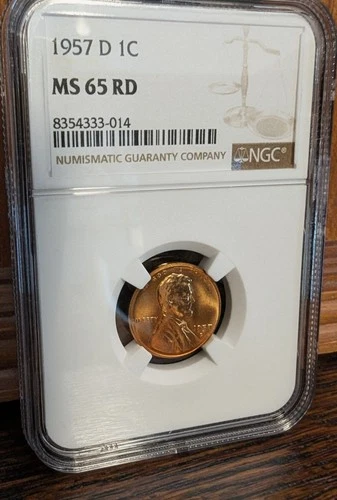 1957 D 1C
MS 65 RD
8354333-014
NUMISMATIC GUARANTY COMPANY
NGC®